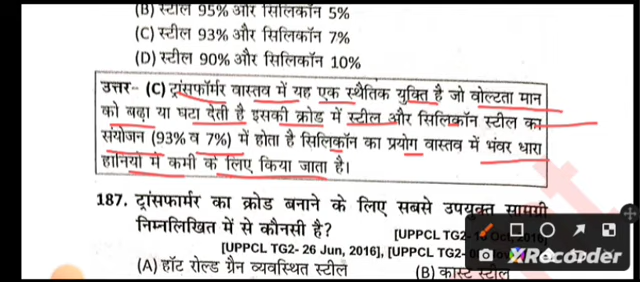 (B) स्टील 95% और सिलिकॉन 5%
(C) स्टील 93% और सिलिकॉन 7%
(D) स्टील 90% और सिलिकॉन 10%
उत्तर- (C) ट्रांसफॉर्मर वास्तव में यह एक स्थैतिक युक्ति है जो वोल्टता मान
को बढ़ा या घटा देती है इसकी क्रोड में स्टील और सिलिकॉन स्टील का
संयोजन (93% व 7%) में होता है सिलिकॉन का प्रयोग वास्तव में भंवर धारा
हानियों में कमी के लिए किया जाता है।
187. ट्रांसफार्मर का क्रोड बनाने के लिए सबसे उपयुक्त सामग्री
निम्नलिखित में से कौनसी है?
[UPPCL TG2-
[UPPCL TG2- 26 Jun, 2016], [UPPCL TG2-
(A) हॉट रोल्ड ग्रैन व्यवस्थित स्टील
(B) कास्ट स्टील
XRecorder